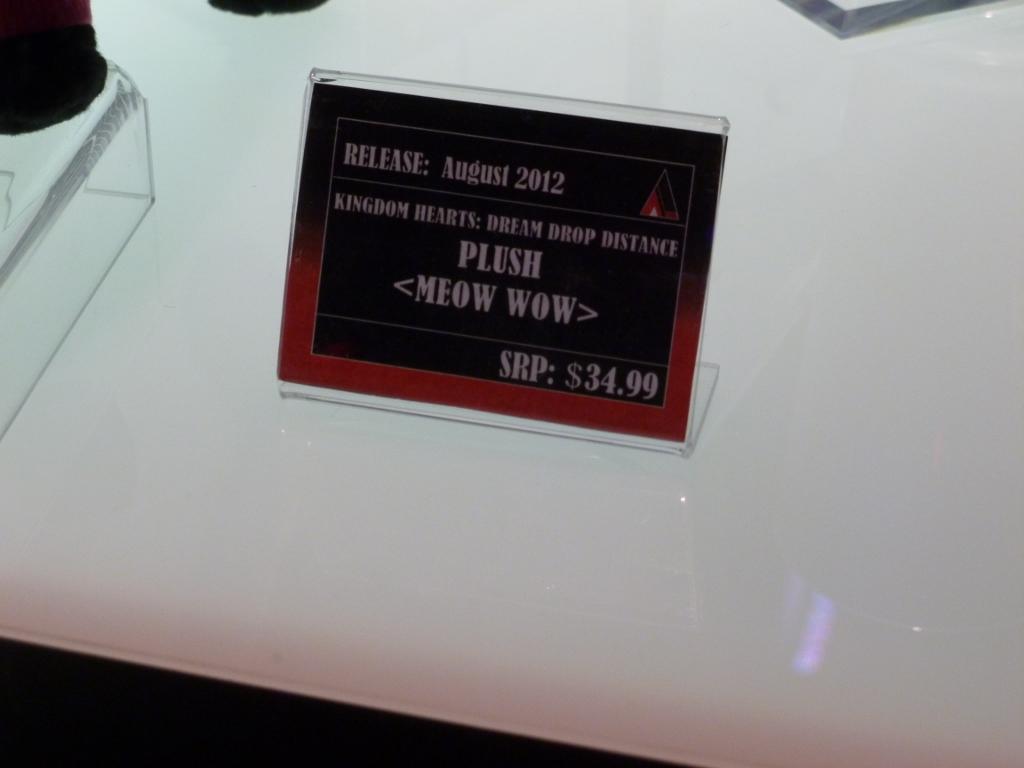 RELEASE: August 2012
KINGDOM HEARTS: DREAM DROP DISTANCE
PLUSH
<MEOW WOW>
SRP: $34.99